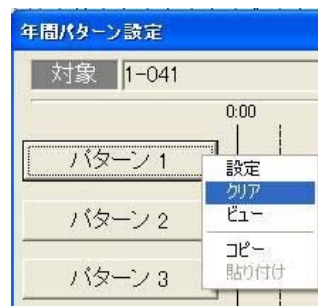 年間パターン設定
対象 1-041
0:00
パターン 1
設定
クリア
ビュー
パターン 2
コピー
貼り付け
パターン 3